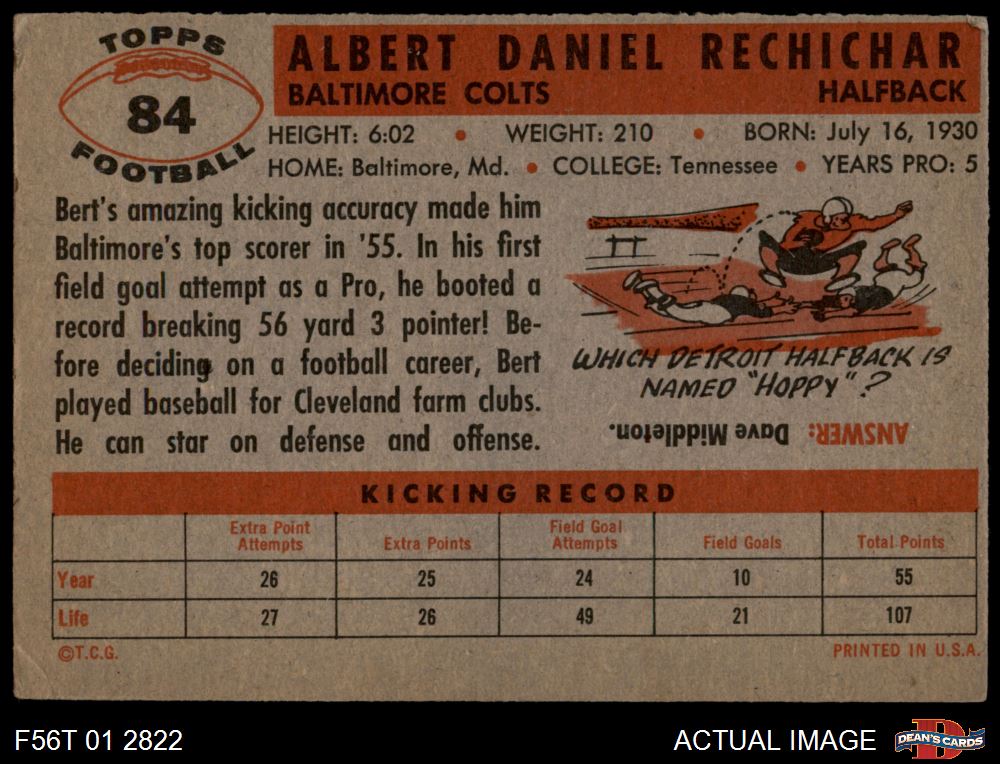 TOPPS
84
FOOTBALL
ALBERT DANIEL RECHICHAR
BALTIMORE COLTS HALFBACK
HEIGHT: 6:02 • WEIGHT: 210 • BORN: July 16, 1930
HOME: Baltimore, Md. • COLLEGE: Tennessee • YEARS PRO: 5
Bert's amazing kicking accuracy made him
Baltimore's top scorer in '55. In his first
field goal attempt as a Pro, he booted a
record breaking 56 yard 3 pointer! Be-
fore deciding on a football career, Bert
played baseball for Cleveland farm clubs.
He can star on defense and offense.
WHICH DETROIT HALFBACK IS
NAMED "HOPPY"?
ANSWER: Dave Middleton.
KICKING RECORD
Extra Point Attempts Extra Points Field Goal Attempts Field Goals Total Points
Year 26 25 24 10 55
Life 27 26 49 21 107
©T.C.G. PRINTED IN U.S.A.
F56T 01 2822 ACTUAL IMAGE D DEAN'S CARDS